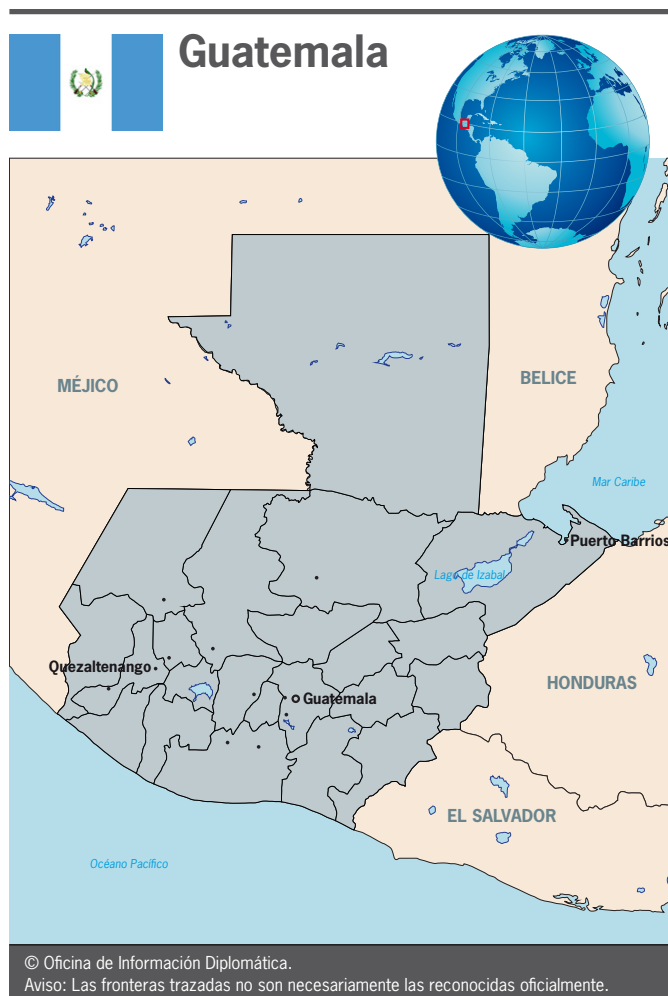 Guatemala
MÉJICO
BELICE
Mar Caribe
Puerto Barrios
Lago de Izabal
Quezaltenango
HONDURAS
Guatemala
EL SALVADOR
Océano Pacífico
© Oficina de Información Diplomática.
Aviso: Las fronteras trazadas no son necesariamente las reconocidas oficialmente.